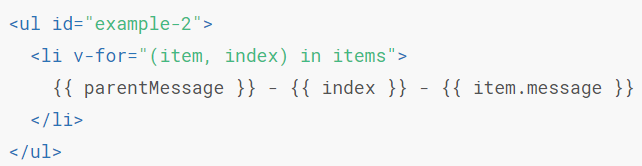 <ul id="example-2">
  <li v-for="(item, index) in items">
    {{ parentMessage }} - {{ index }} - {{ item.message }}
  </li>
</ul>